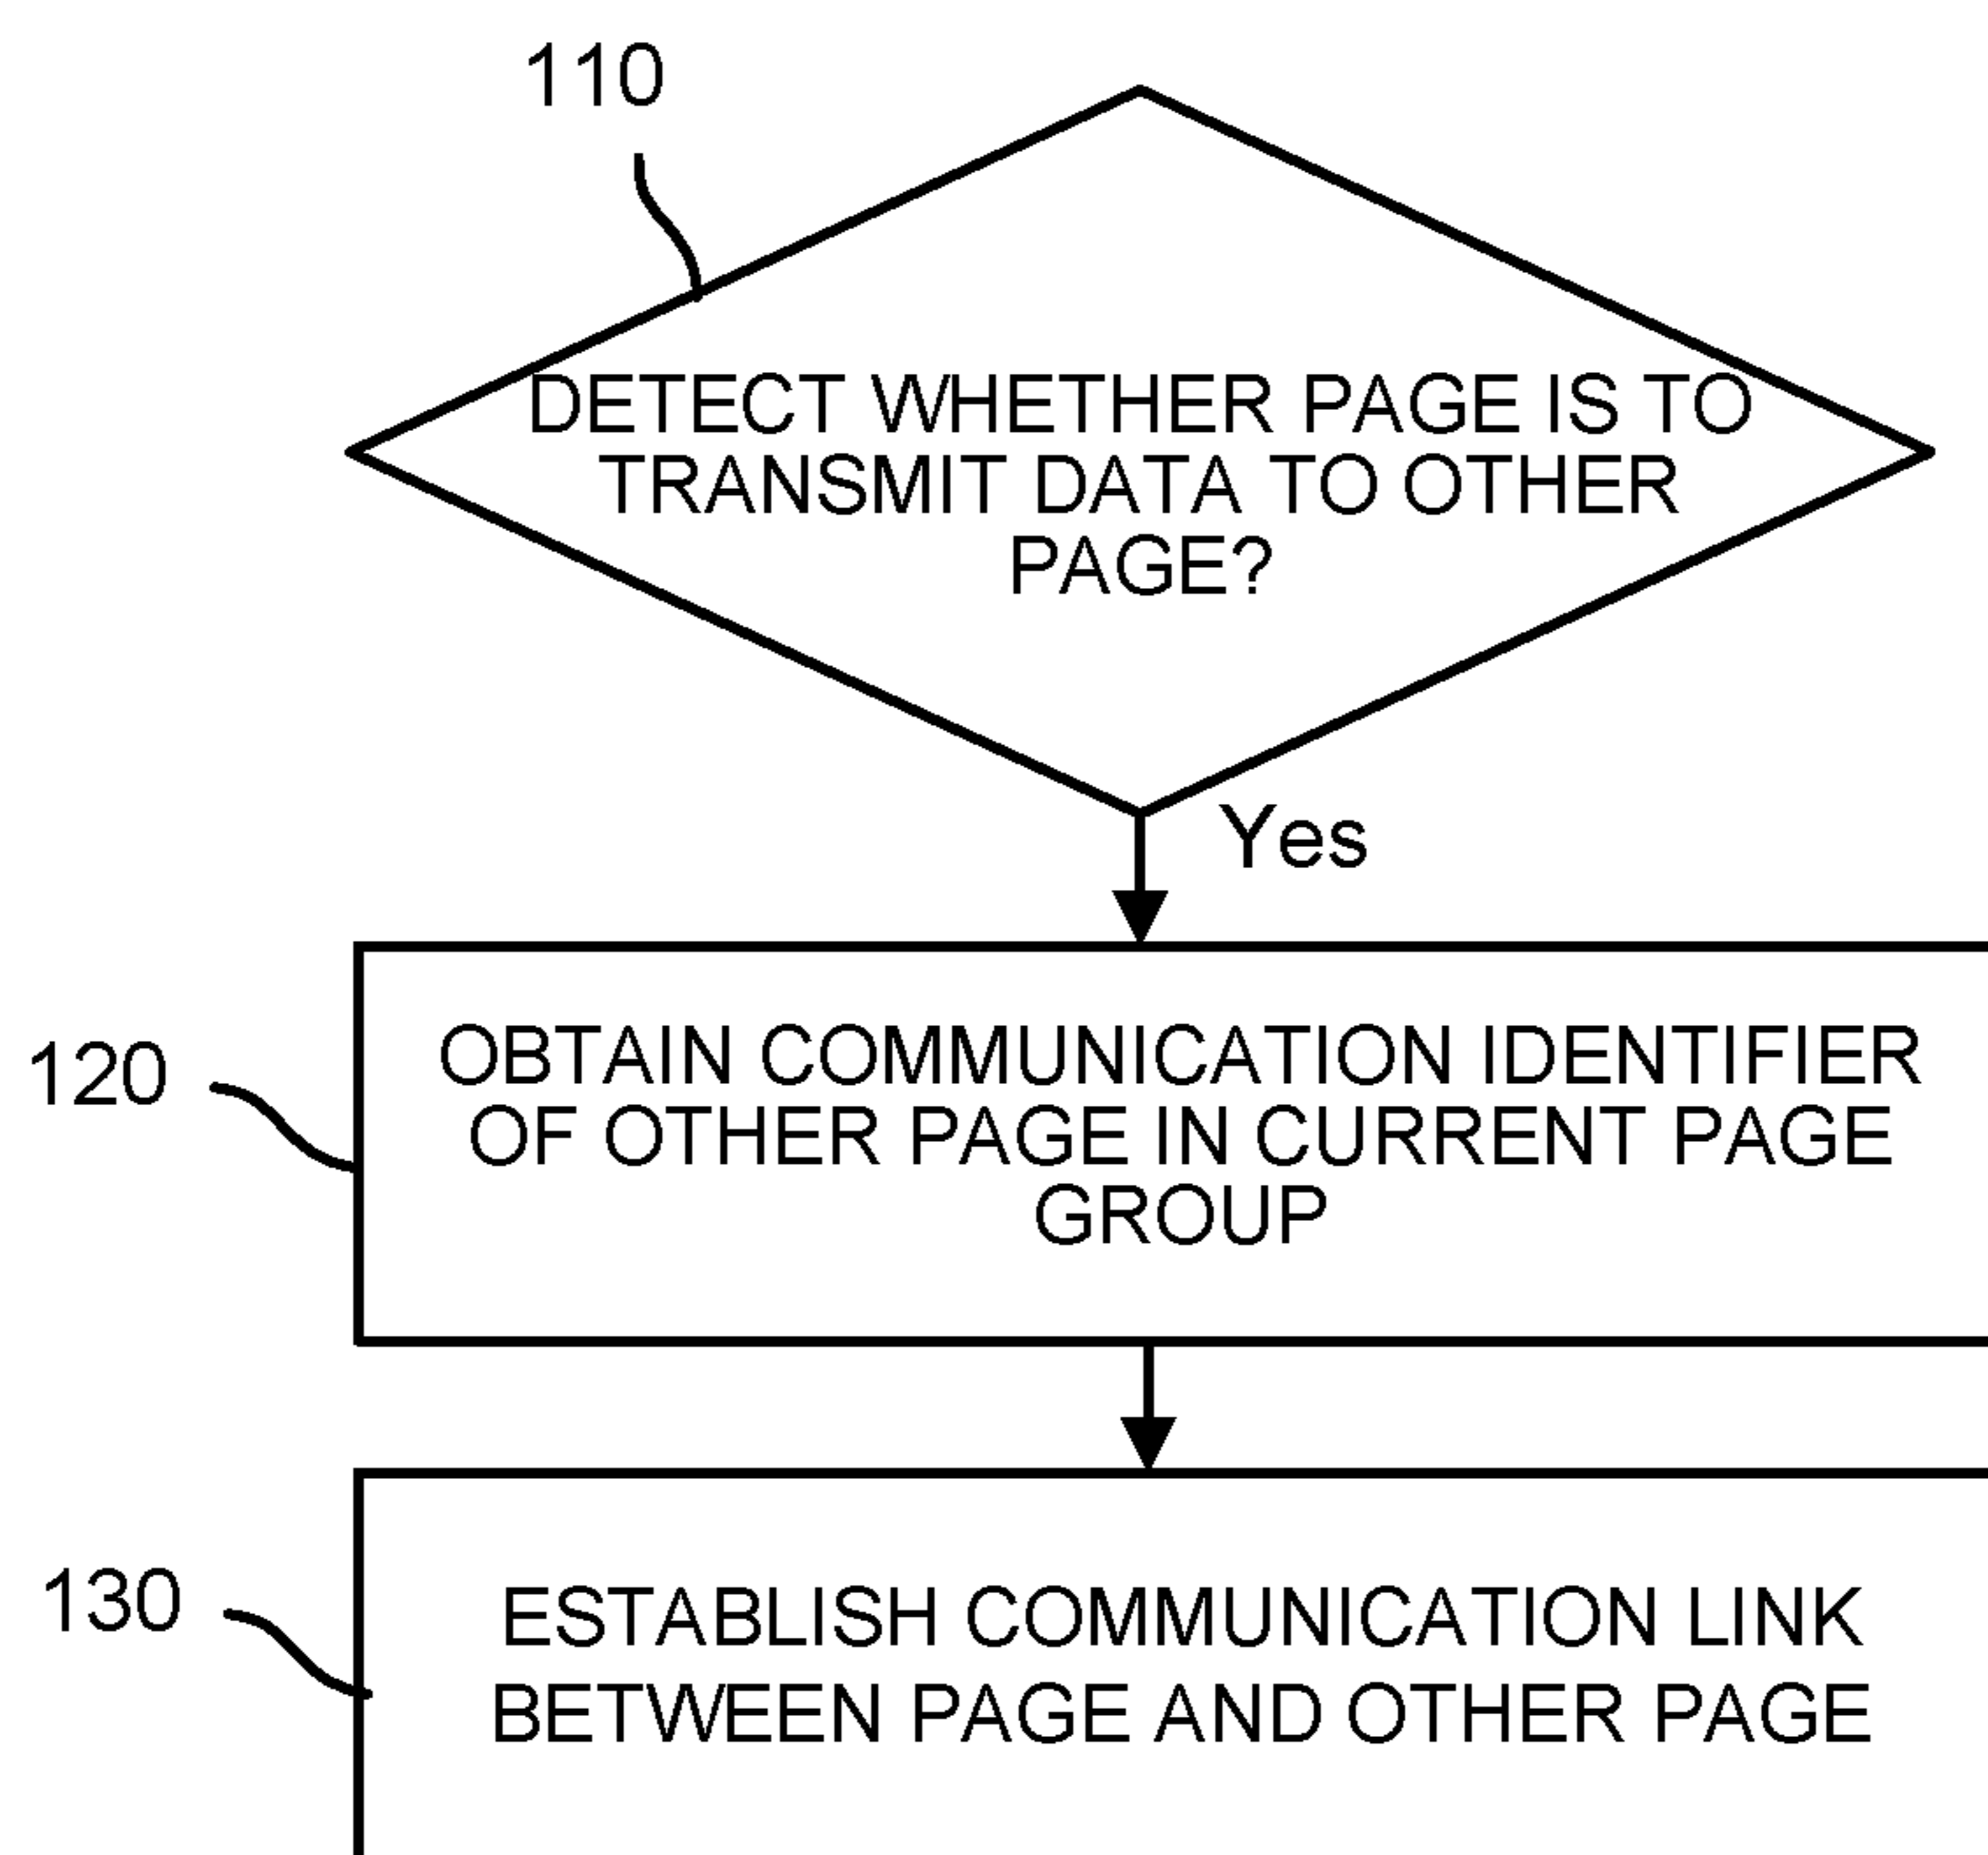 110
DETECT WHETHER PAGE IS TO
TRANSMIT DATA TO OTHER
PAGE?
Yes
120
OBTAIN COMMUNICATION IDENTIFIER
OF OTHER PAGE IN CURRENT PAGE
GROUP
130
ESTABLISH COMMUNICATION LINK
BETWEEN PAGE AND OTHER PAGE